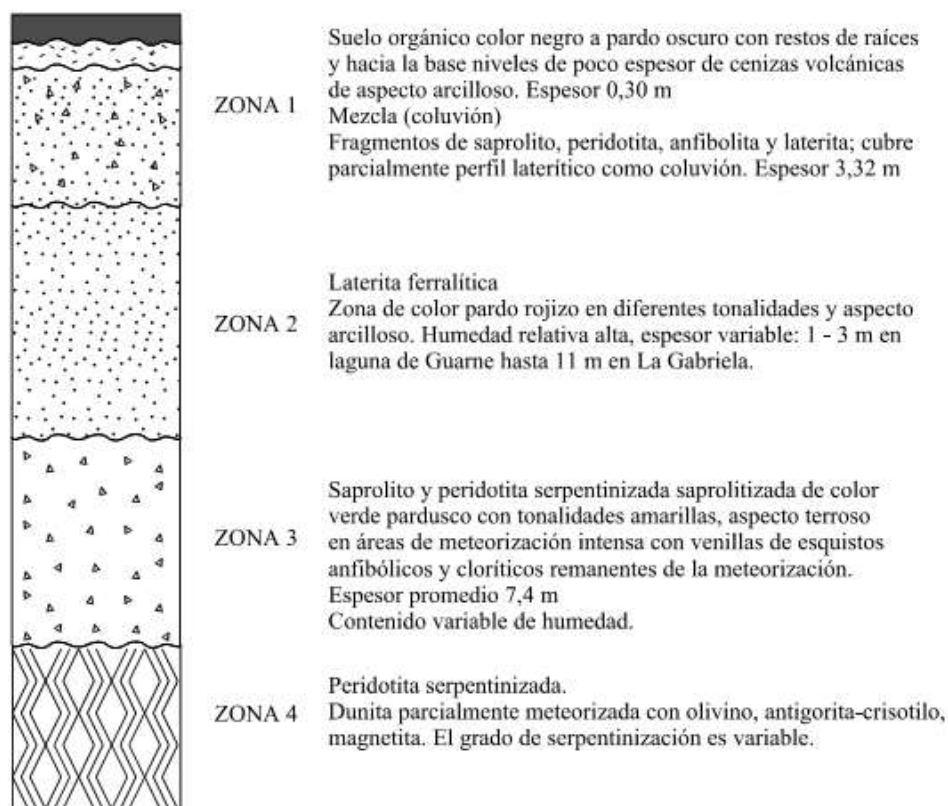 Suelo orgánico color negro a pardo oscuro con restos de raíces
y hacia la base niveles de poco espesor de cenizas volcánicas
de aspecto arcilloso. Espesor 0,30 m
ZONA 1
Mezcla (coluvión)
Fragmentos de saprolito, peridotita, anfibolita y laterita; cubre
parcialmente perfil laterítico como coluvión. Espesor 3,32 m
Laterita ferralítica
Zona de color pardo rojizo en diferentes tonalidades y aspecto
ZONA 2
arcilloso. Humedad relativa alta, espesor variable: 1 - 3 m en
laguna de Guarne hasta 11 m en La Gabriela.
Saprolito y peridotita serpentinizada saprolitizada de color
verde pardusco con tonalidades amarillas, aspecto terroso
ZONA 3
en áreas de meteorización intensa con venillas de esquistos
anfibólicos y cloríticos remanentes de la meteorización.
Espesor promedio 7,4 m
Contenido variable de humedad.
Peridotita serpentinizada.
ZONA 4
Dunita parcialmente meteorizada con olivino, antigorita-crisotilo,
magnetita. El grado de serpentinización es variable.